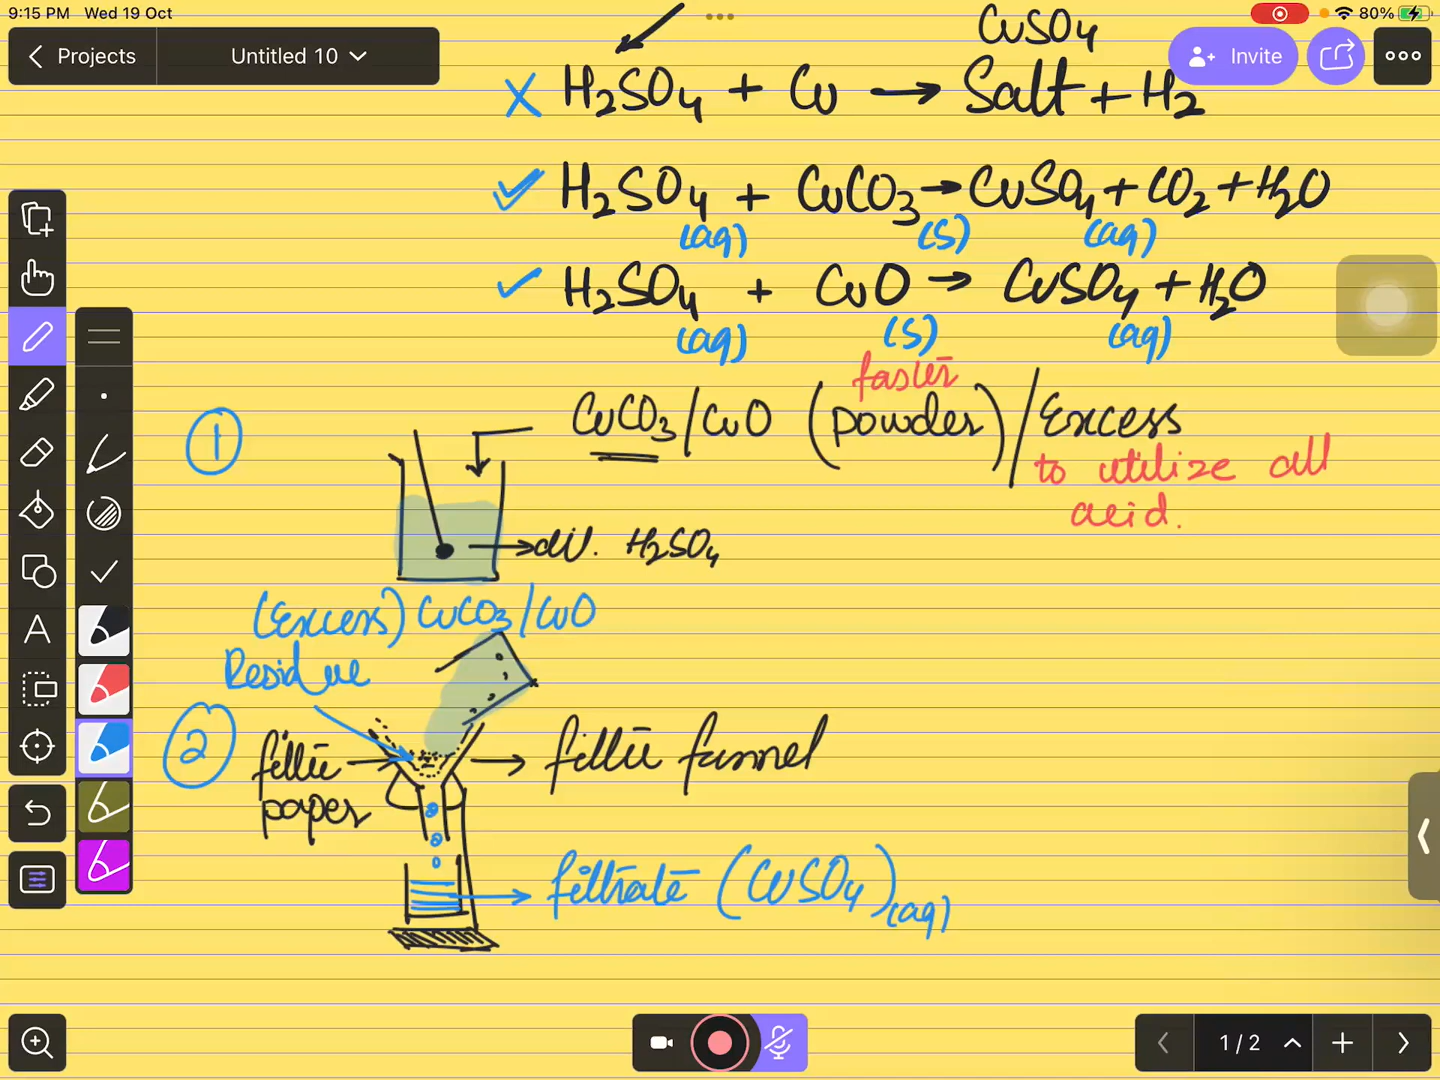 9:15 PM Wed 19 Oct
80%
Projects
Untitled 10
Invite
CuSO4
H2SO4 + Cu → Salt + H2
H2SO4 + CuCO3 → CuSO4 + CO2 + H2O
(aq) (s) (aq)
H2SO4 + CuO → CuSO4 + H2O
(aq) (s) (aq)
faster
1
CuCO3/CuO (powder) / Excess
to utilize all
acid.
dil. H2SO4
(Excess) CuCO3/CuO
Residue
2
filter
paper
filter funnel
filtrate (CuSO4)(aq)
A
1 / 2